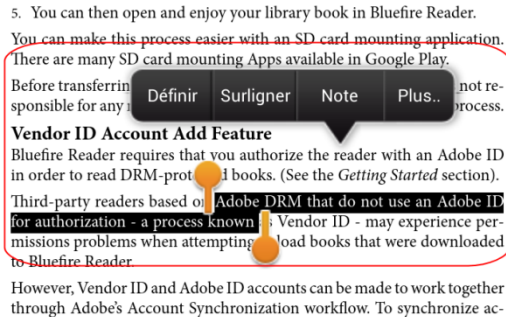 5. You can then open and enjoy your library book in Bluefire Reader.
You can make this process easier with an SD card mounting application.
There are many SD card mounting Apps available in Google Play.
Before transferrin not re-
sponsible for any process.
Définir Surligner Note Plus..
Vendor ID Account Add Feature
Bluefire Reader requires that you authorize the reader with an Adobe ID
in order to read DRM-prot d books. (See the Getting Started section).
Third-party readers based o Adobe DRM that do not use an Adobe ID
for authorization - a process known s Vendor ID - may experience per-
missions problems when attempting load books that were downloaded
to Bluefire Reader.
However, Vendor ID and Adobe ID accounts can be made to work together
through Adobe's Account Synchronization workflow. To synchronize ac-